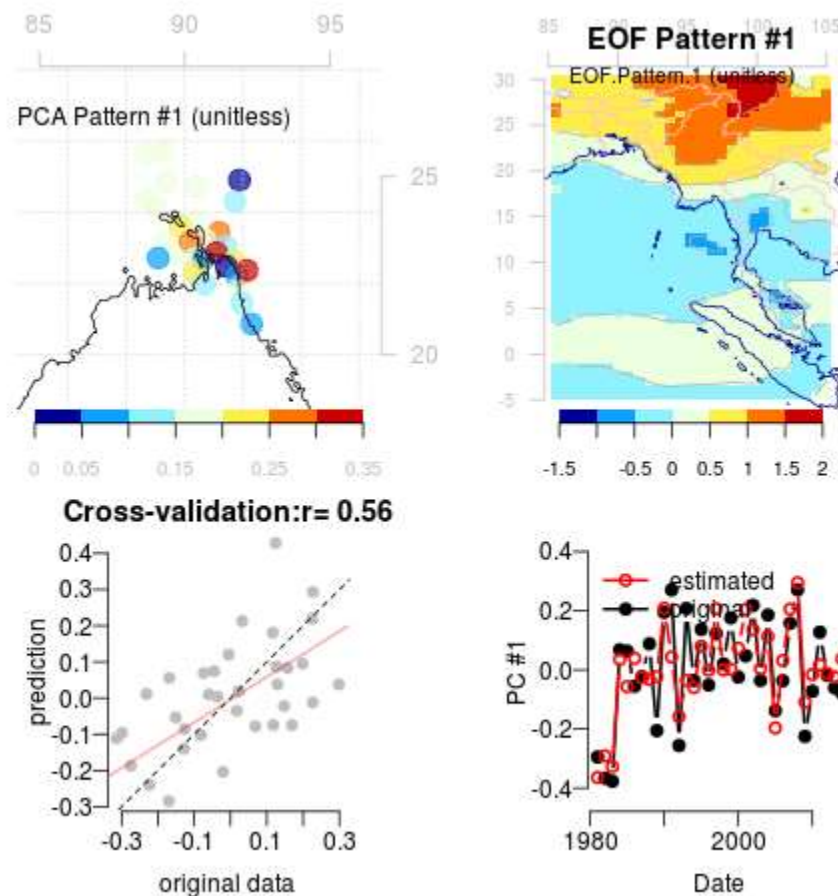 85 90 95
PCA Pattern #1 (unitless)
25
20
0 0.05 0.15 0.25 0.35
85 95 100 105
EOF Pattern #1
EOF.Pattern.1 (unitless)
30
25
20
15
10
5
0
-5
-1.5 -0.5 0 0.5 1 1.5 2
Cross-validation:r= 0.56
0.4
0.3
0.2
0.1
0.0
-0.1
-0.2
-0.3
prediction
-0.3 -0.1 0.1 0.3
original data
0.4
0.2
0.0
-0.2
-0.4
PC #1
estimated
original
1980 2000
Date